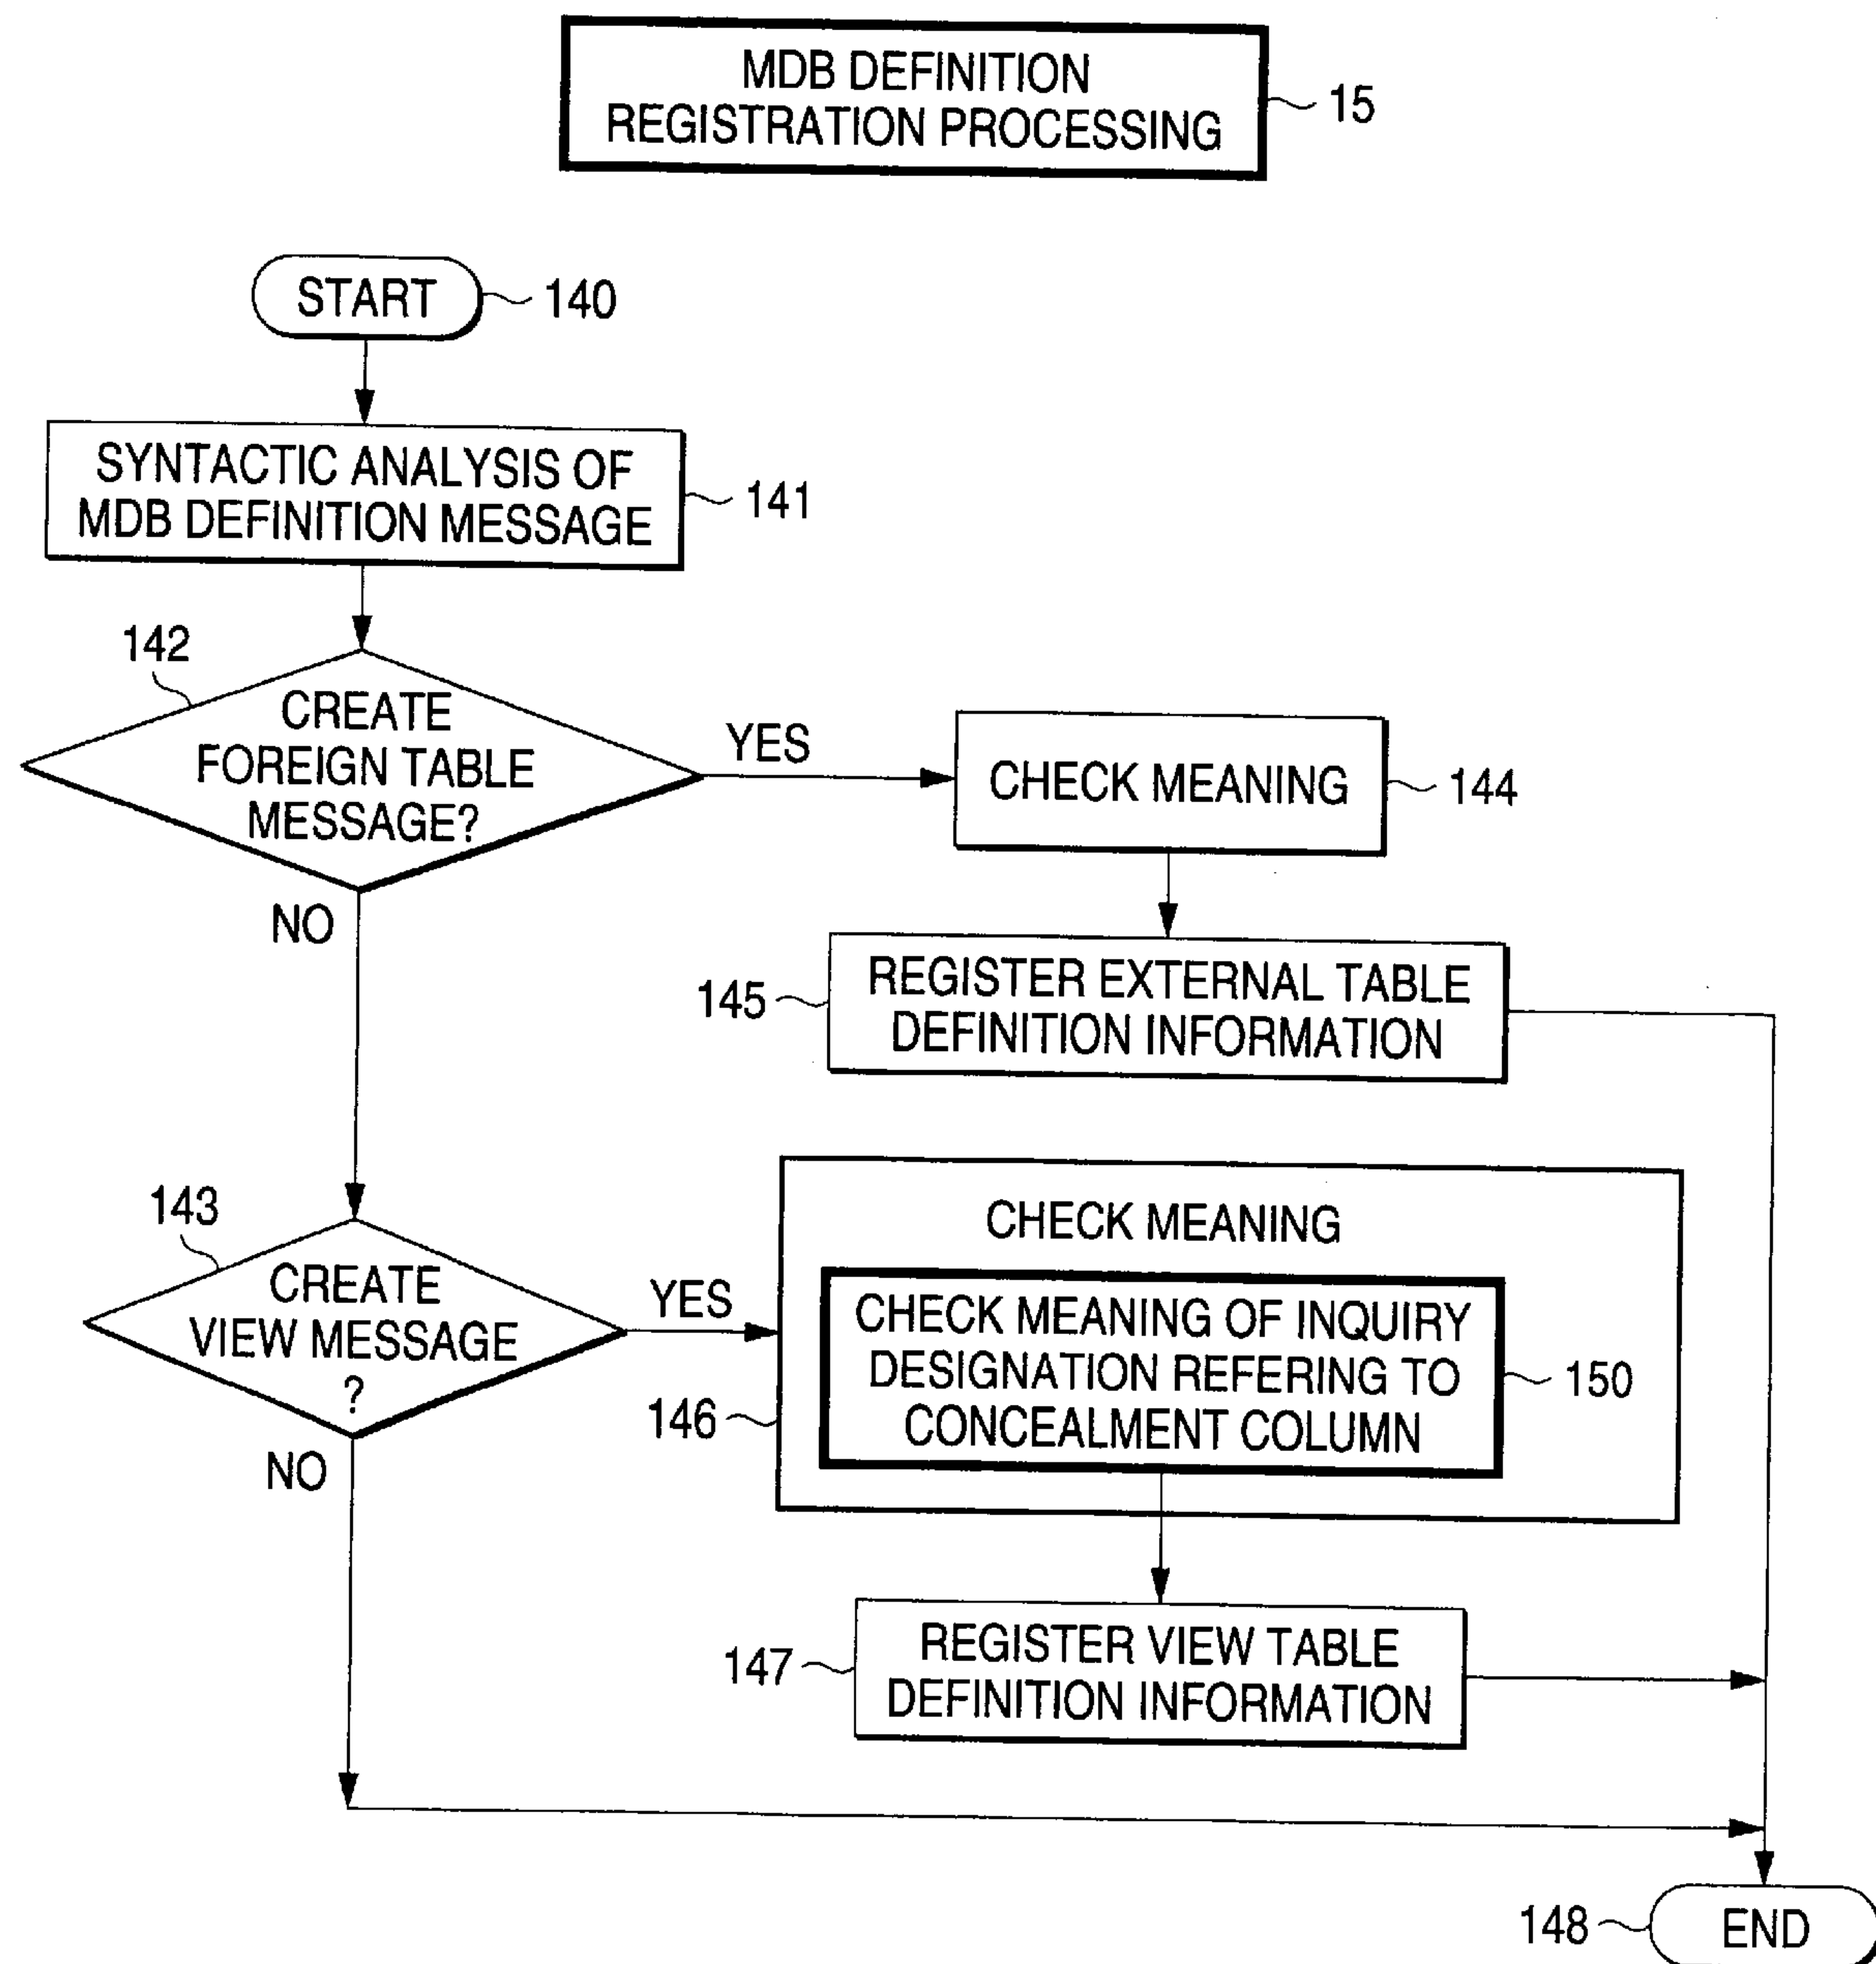 MDB DEFINITION
REGISTRATION PROCESSING
15
START
140
SYNTACTIC ANALYSIS OF
MDB DEFINITION MESSAGE
141
142
CREATE
FOREIGN TABLE
MESSAGE?
YES
NO
CHECK MEANING
144
145
REGISTER EXTERNAL TABLE
DEFINITION INFORMATION
143
CREATE
VIEW MESSAGE
?
YES
NO
CHECK MEANING
146
CHECK MEANING OF INQUIRY
DESIGNATION REFERING TO
CONCEALMENT COLUMN
150
147
REGISTER VIEW TABLE
DEFINITION INFORMATION
148
END